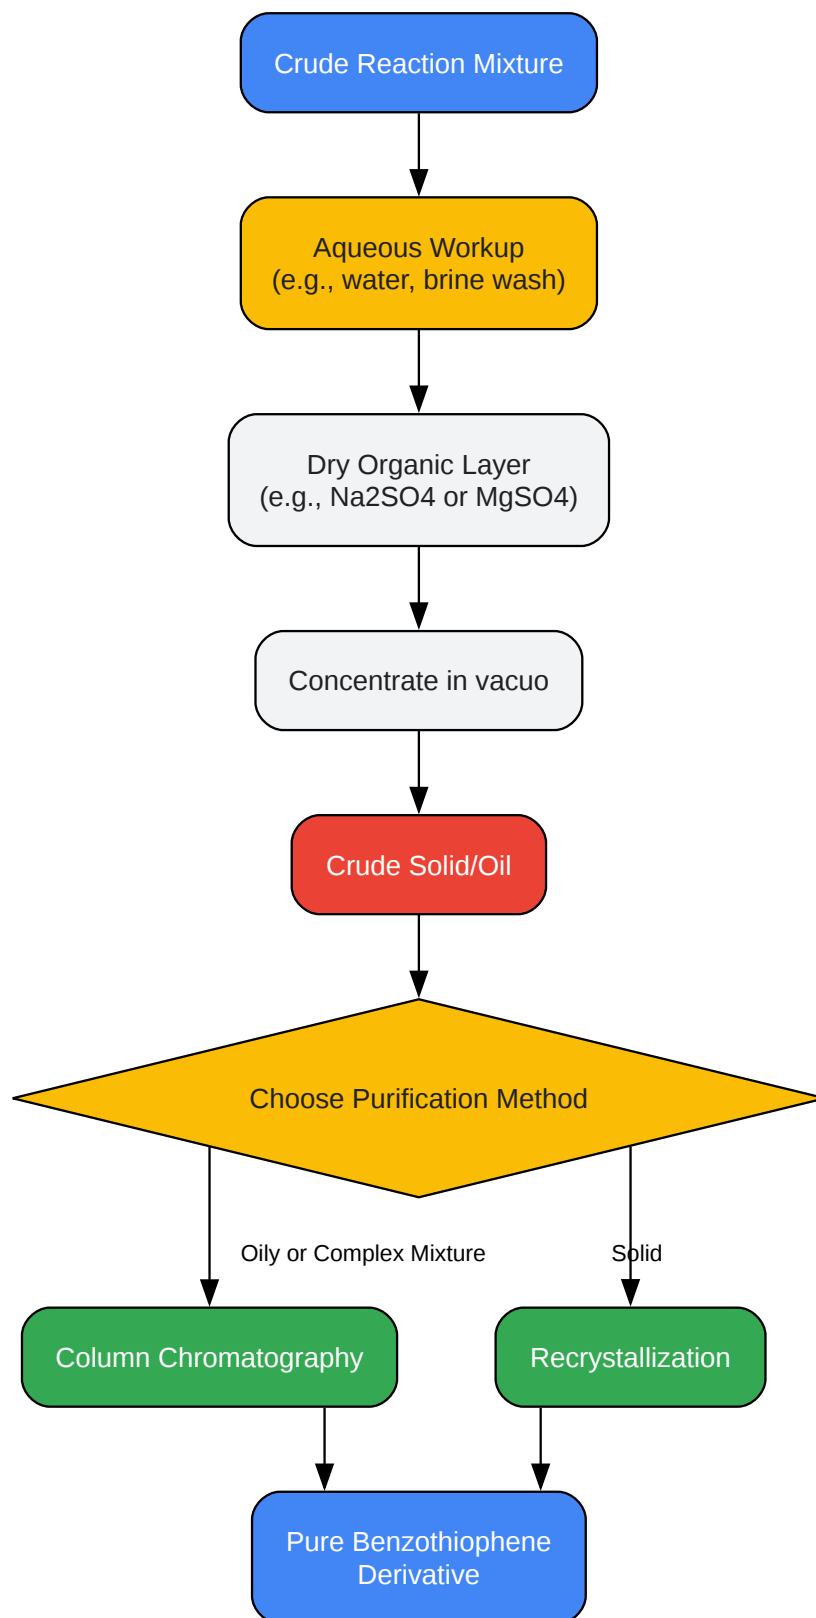 Crude Reaction Mixture
Aqueous Workup
(e.g., water, brine wash)
Dry Organic Layer
(e.g., Na2SO4 or MgSO4)
Concentrate in vacuo
Crude Solid/Oil
Choose Purification Method
Oily or Complex Mixture
Solid
Column Chromatography
Recrystallization
Pure Benzothiophene
Derivative